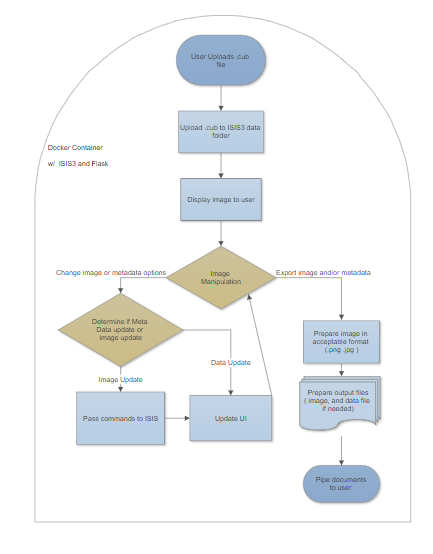 User Uploads .cub
file
Upload .cub to ISIS3 data
folder
Docker Container
w/ ISIS3 and Flask
Display image to user
Change image or metadata options
Image
Manipulation
Export image and/or metadata
Determine if Meta
Data update or
image update
Prepare image in
acceptable format
(.png .jpg )
Data Update
Image Update
Prepare output files
( image, and data file
if needed)
Pass commands to ISIS
Update UI
Pipe documents
to user